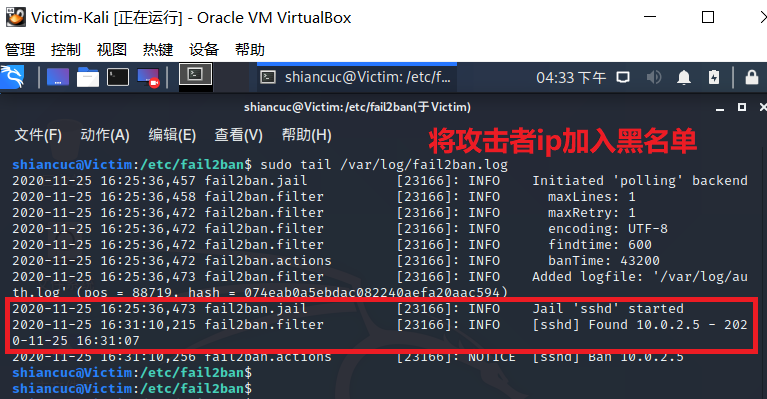 Victim-Kali [正在运行] - Oracle VM VirtualBox
管理 控制 视图 热键 设备 帮助
shiancuc@Victim: /etc/f... 04:33 下午
shiancuc@Victim:/etc/fail2ban(于 Victim)
文件(F) 动作(A) 编辑(E) 查看(V) 帮助(H)
将攻击者ip加入黑名单
shiancuc@Victim:/etc/fail2ban$ sudo tail /var/log/fail2ban.log
2020-11-25 16:25:36,457 fail2ban.jail [23166]: INFO Initiated 'polling' backend
2020-11-25 16:25:36,458 fail2ban.filter [23166]: INFO maxLines: 1
2020-11-25 16:25:36,472 fail2ban.filter [23166]: INFO maxRetry: 1
2020-11-25 16:25:36,472 fail2ban.filter [23166]: INFO encoding: UTF-8
2020-11-25 16:25:36,472 fail2ban.filter [23166]: INFO findtime: 600
2020-11-25 16:25:36,472 fail2ban.actions [23166]: INFO banTime: 43200
2020-11-25 16:25:36,473 fail2ban.filter [23166]: INFO Added logfile: '/var/log/au
th.log' (pos = 88719, hash = 074eab0a5ebdac082240aefa20aac594)
2020-11-25 16:25:36,473 fail2ban.jail [23166]: INFO Jail 'sshd' started
2020-11-25 16:31:10,215 fail2ban.filter [23166]: INFO [sshd] Found 10.0.2.5 - 202
0-11-25 16:31:07
2020-11-25 16:31:10,256 fail2ban.actions [23166]: NOTICE [sshd] Ban 10.0.2.5
shiancuc@Victim:/etc/fail2ban$
shiancuc@Victim:/etc/fail2ban$